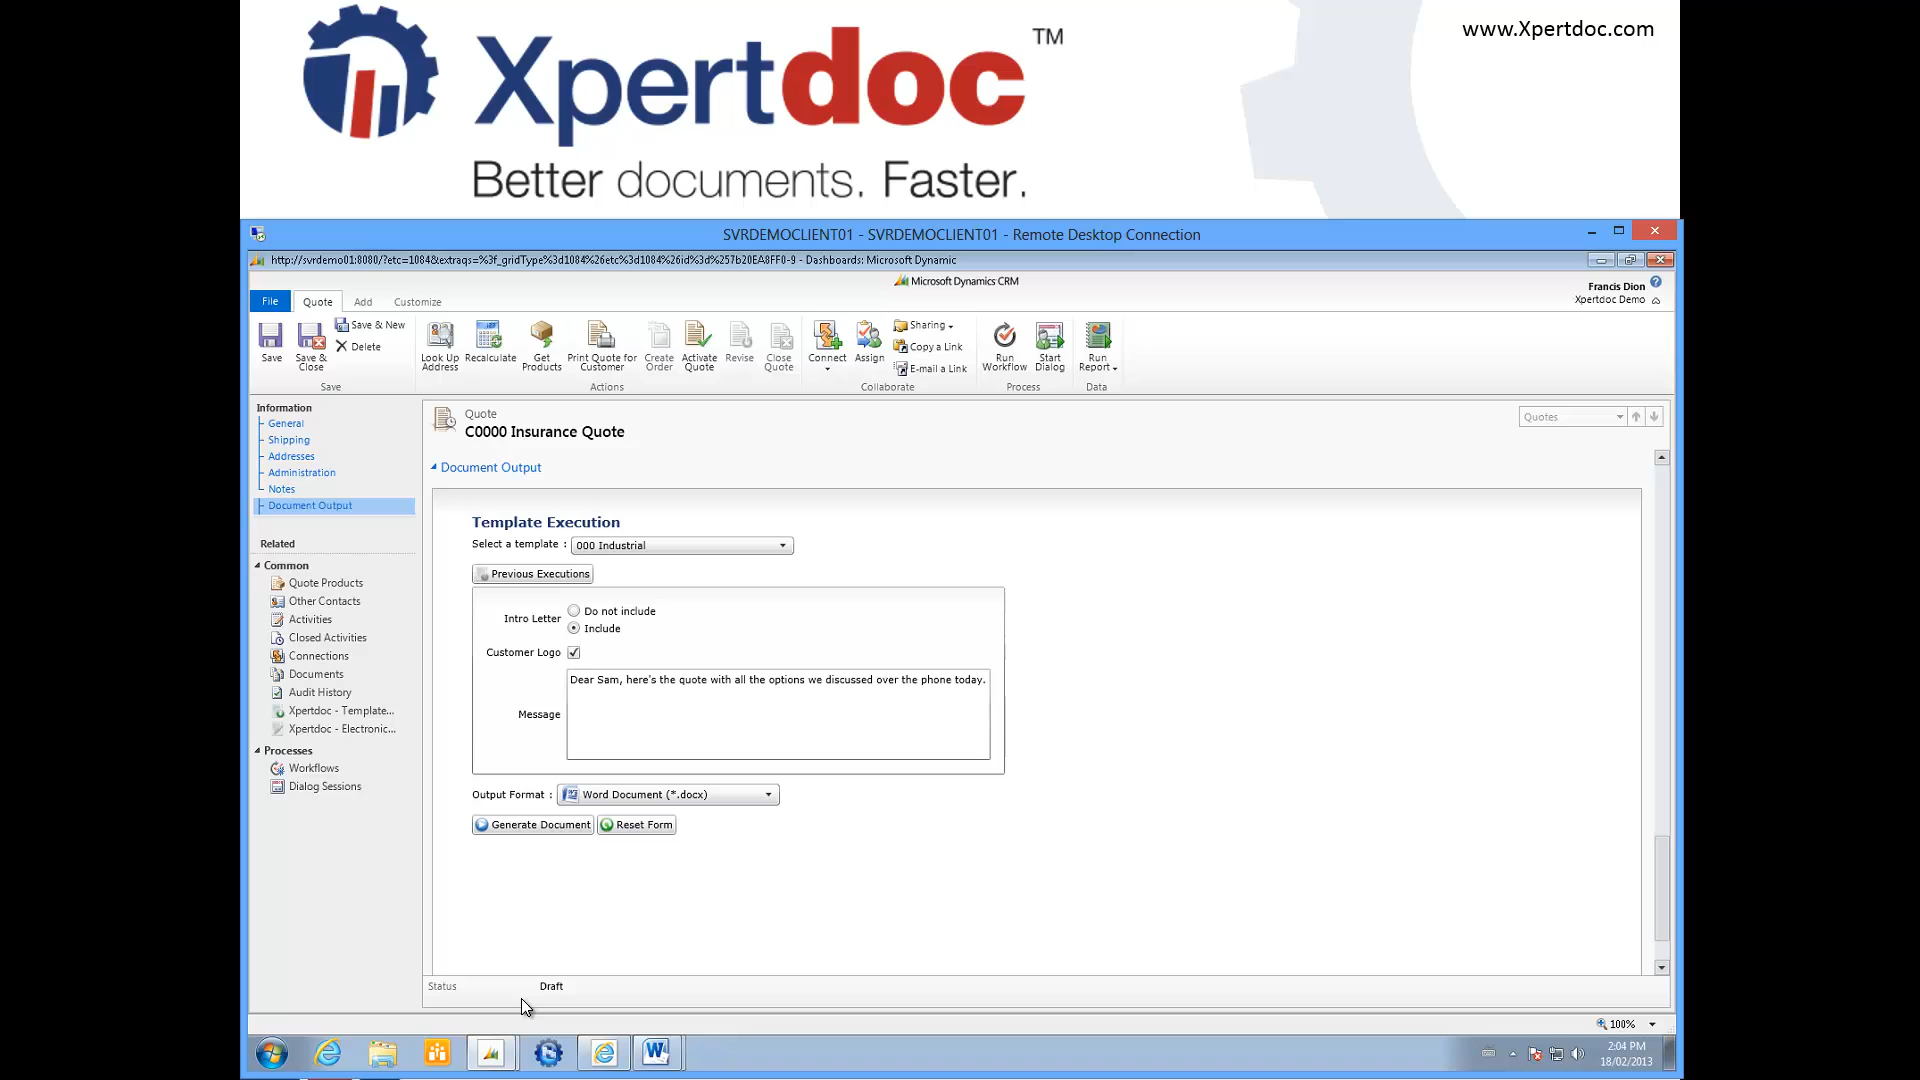 www.Xpertdoc.com
Xpertdoc TM
Better documents. Faster.
SVRDEMOCLIENT01 - SVRDEMOCLIENT01 - Remote Desktop Connection
http://svrdemo01:8080/?etc=1084&extraqs=%3f_gridType%3d1084%26etc%3d1084%26id%3d%257b20EA8FF0-9 - Dashboards: Microsoft Dynamic
Microsoft Dynamics CRM
Francis Dion
Xpertdoc Demo
File Quote Add Customize
Save
Save & Close
Save & New
Delete
Save
Look Up Address
Recalculate
Get Products
Print Quote for Customer
Create Order
Activate Quote
Revise
Close Quote
Actions
Connect
Assign
Sharing
Copy a Link
E-mail a Link
Collaborate
Run Workflow
Start Dialog
Process
Run Report
Data
Information
General
Shipping
Addresses
Administration
Notes
Document Output
Related
Common
Quote Products
Other Contacts
Activities
Closed Activities
Connections
Documents
Audit History
Xpertdoc - Template...
Xpertdoc - Electronic...
Processes
Workflows
Dialog Sessions
Quote
C0000 Insurance Quote
Quotes
Document Output
Template Execution
Select a template : 000 Industrial
Previous Executions
Intro Letter
Do not include
Include
Customer Logo
Message
Dear Sam, here's the quote with all the options we discussed over the phone today.
Output Format : Word Document (*.docx)
Generate Document Reset Form
Status Draft
100%
2:04 PM
18/02/2013